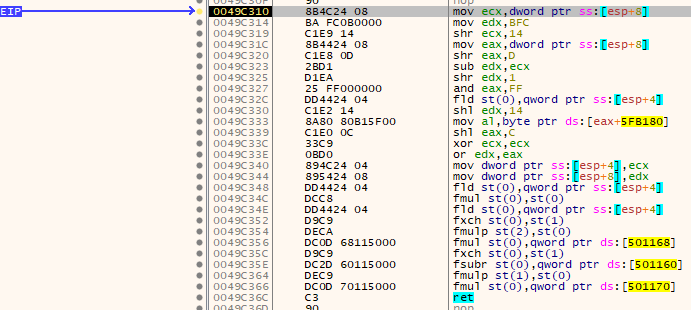 EIP 0049C310 8B4C24 08 mov ecx,dword ptr ss:[esp+8]
0049C314 BA FC0B0000 mov edx,BFC
0049C319 C1E9 14 shr ecx,14
0049C31C 8B4424 08 mov eax,dword ptr ss:[esp+8]
0049C320 C1E8 0D shr eax,D
0049C323 2BD1 sub edx,ecx
0049C325 D1EA shr edx,1
0049C327 25 FF000000 and eax,FF
0049C32C DD4424 04 fld st(0),qword ptr ss:[esp+4]
0049C330 C1E2 14 shl edx,14
0049C333 8A80 80B15F00 mov al,byte ptr ds:[eax+5FB180]
0049C339 C1E0 0C shl eax,C
0049C33C 33C9 xor ecx,ecx
0049C33E 0BD0 or edx,eax
0049C340 894C24 04 mov dword ptr ss:[esp+4],ecx
0049C344 895424 08 mov dword ptr ss:[esp+8],edx
0049C348 DD4424 04 fld st(0),qword ptr ss:[esp+4]
0049C34C DCC8 fmul st(0),st(0)
0049C34E DD4424 04 fld st(0),qword ptr ss:[esp+4]
0049C352 D9C9 fxch st(0),st(1)
0049C354 DECA fmulp st(2),st(0)
0049C356 DC0D 68115000 fmul st(0),qword ptr ds:[501168]
0049C35C D9C9 fxch st(0),st(1)
0049C35E DC2D 60115000 fsubr st(0),qword ptr ds:[501160]
0049C364 DEC9 fmulp st(1),st(0)
0049C366 DC0D 70115000 fmul st(0),qword ptr ds:[501170]
0049C36C C3 ret